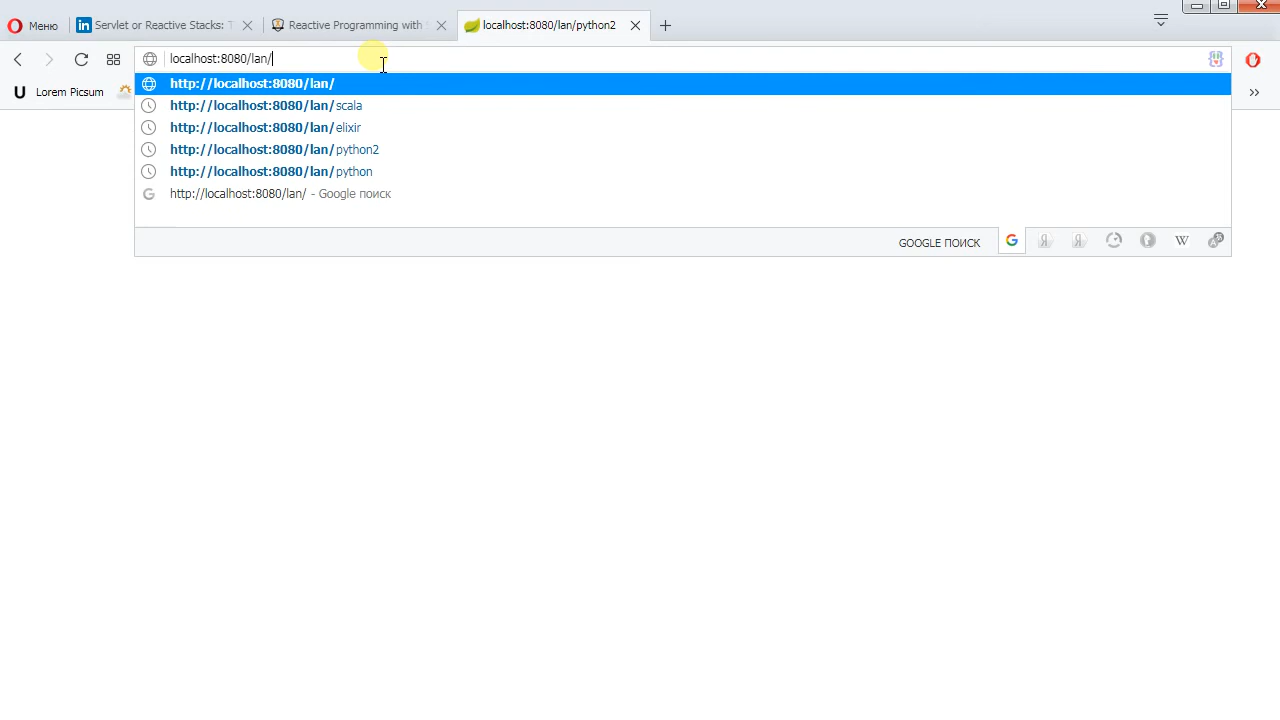 Меню
Servlet or Reactive Stacks: T
Reactive Programming with
localhost:8080/lan/python2
localhost:8080/lan/
U Lorem Picsum
http://localhost:8080/lan/
http://localhost:8080/lan/scala
http://localhost:8080/lan/elixir
http://localhost:8080/lan/python2
http://localhost:8080/lan/python
http://localhost:8080/lan/ - Google поиск
GOOGLE ПОИСК